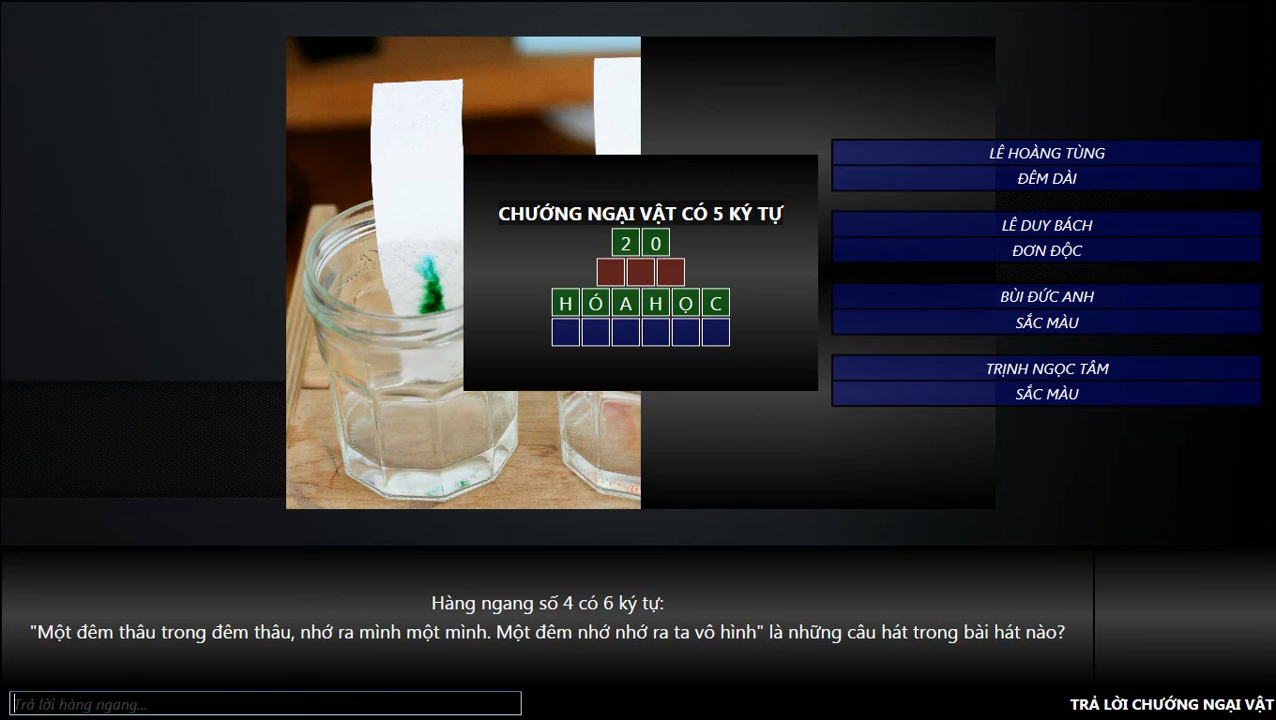 CHƯỚNG NGẠI VẬT CÓ 5 KÝ TỰ
2 0
H Ó A H Ọ C
LÊ HOÀNG TÙNG
ĐÊM DÀI
LÊ DUY BÁCH
ĐƠN ĐỘC
BÙI ĐỨC ANH
SẮC MÀU
TRỊNH NGỌC TÂM
SẮC MÀU
Hàng ngang số 4 có 6 ký tự:
"Một đêm thâu trong đêm thâu, nhớ ra mình một mình. Một đêm nhớ nhớ ra ta vô hình" là những câu hát trong bài hát nào?
Trả lời hàng ngang...
TRẢ LỜI CHƯỚNG NGẠI VẬT